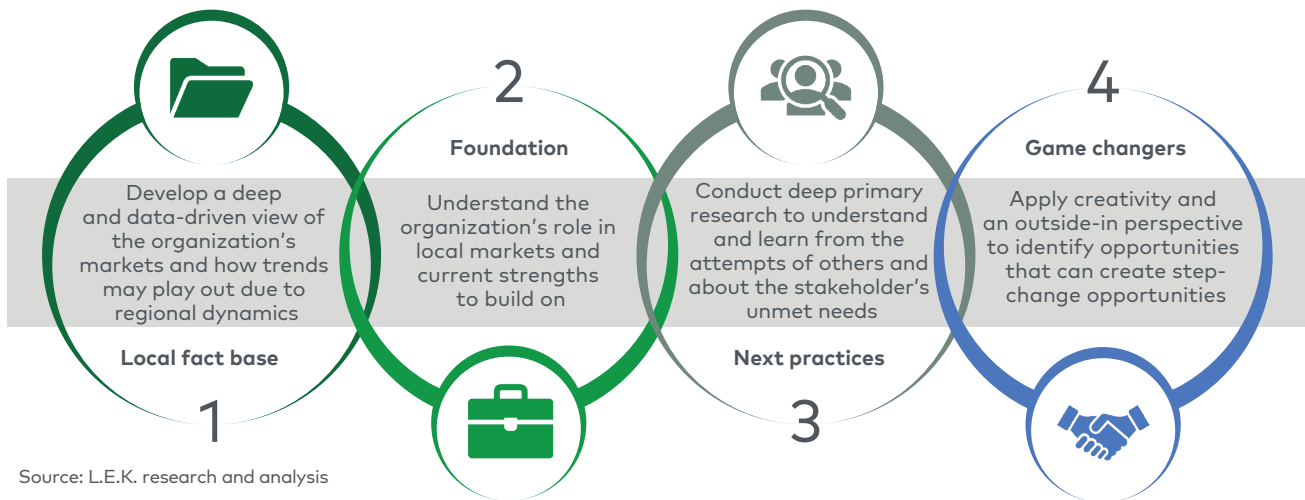 Develop a deep
and data-driven view of
the organization's
markets and how trends
may play out due to
regional dynamics
Local fact base
1
2
Foundation
Understand the
organization's role in
local markets and
current strengths
to build on
Conduct deep primary
research to understand
and learn from the
attempts of others and
about the stakeholder's
unmet needs
Next practices
3
4
Game changers
Apply creativity and
an outside-in perspective
to identify opportunities
that can create step-
change opportunities
Source: L.E.K. research and analysis